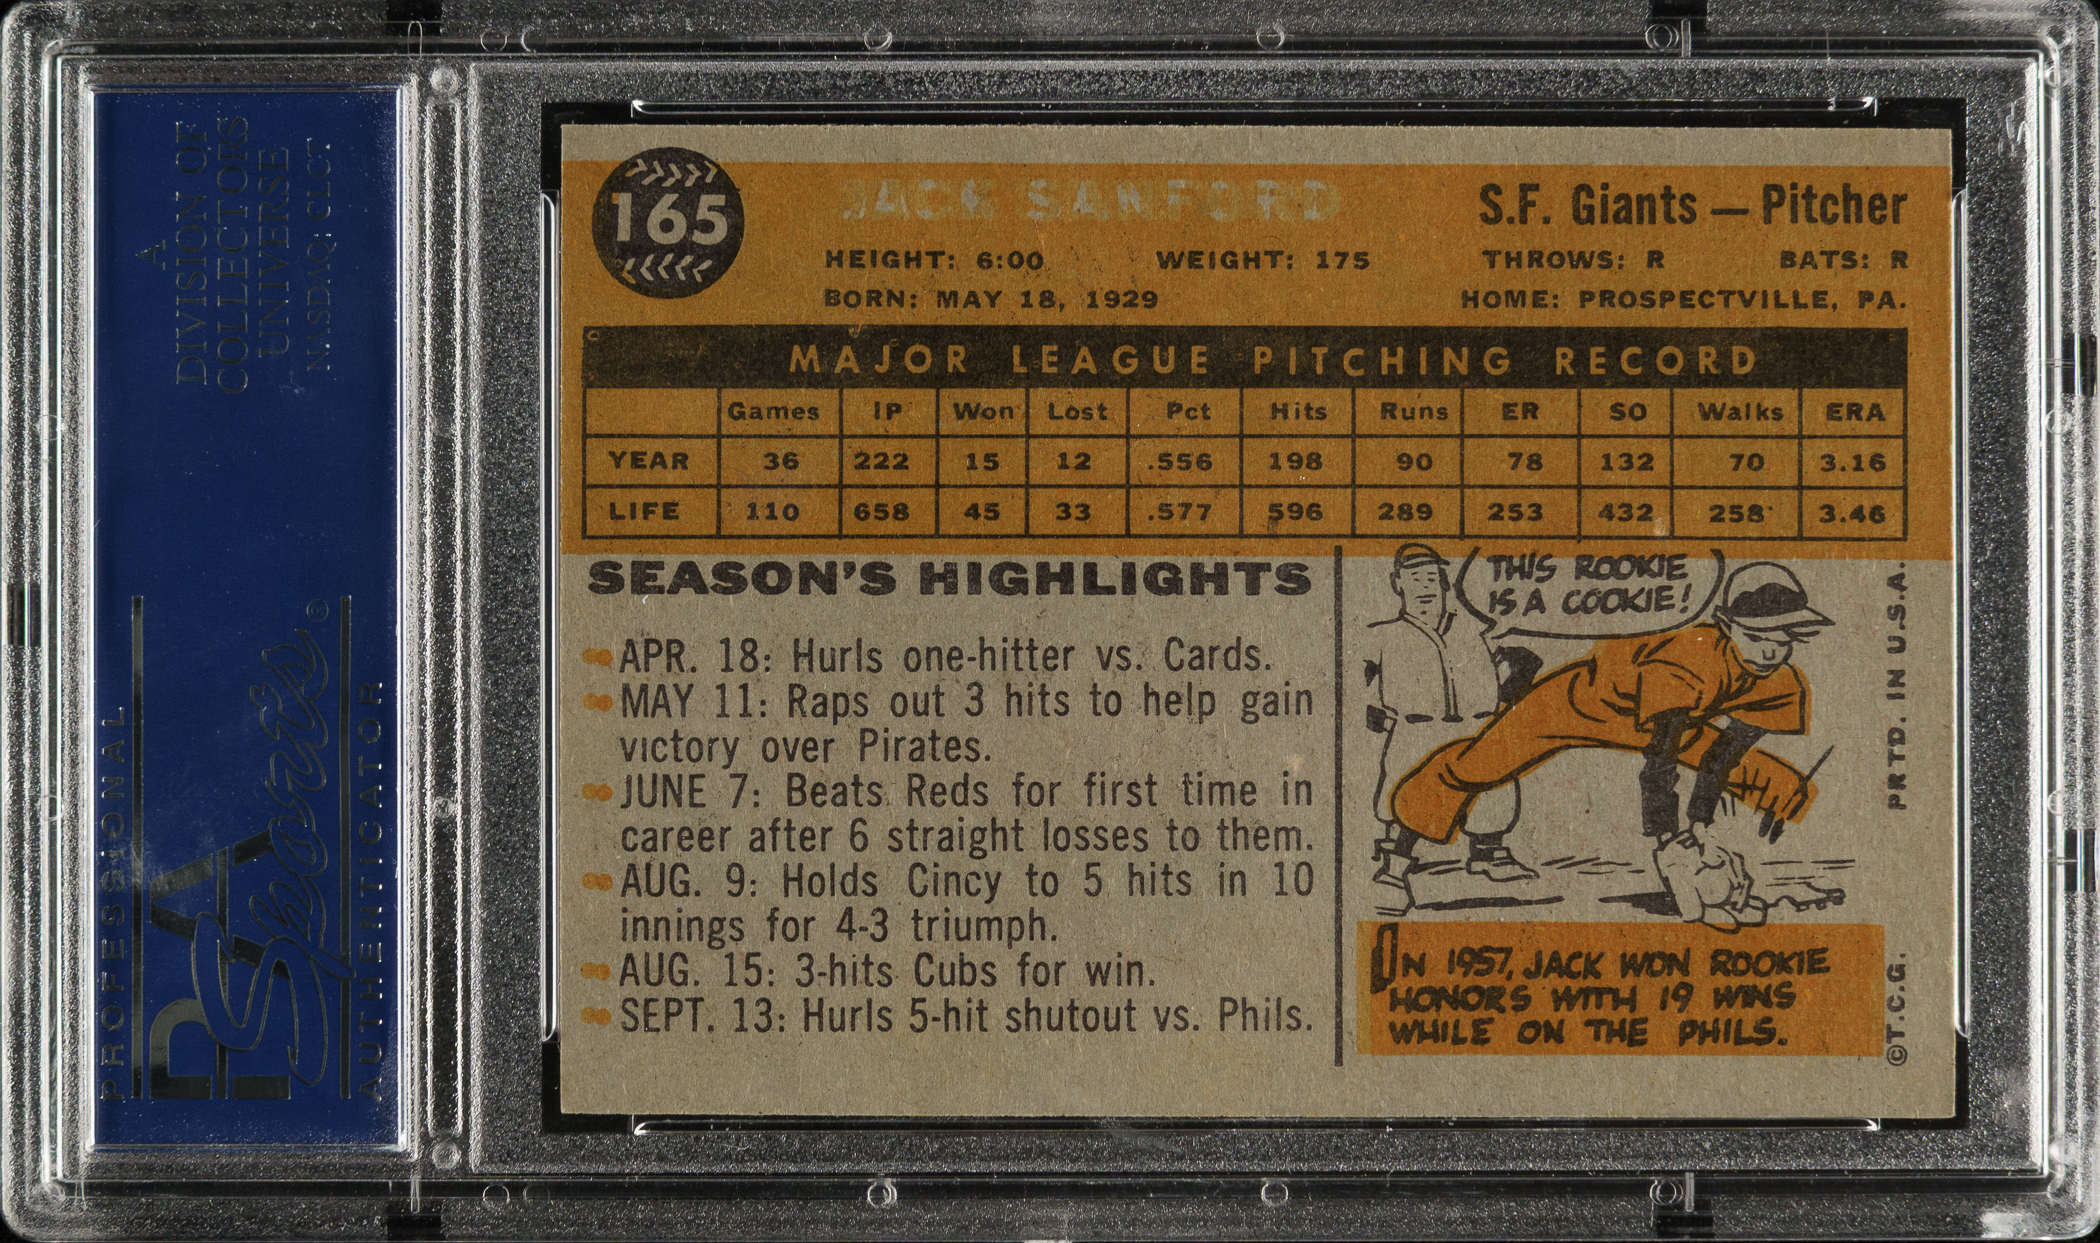 A
DIVISION OF
COLLECTORS
UNIVERSE
NASDAQ: CLCT
PROFESSIONAL
PSA
Sports®
AUTHENTICATOR
165
JACK SANFORD
S.F. Giants — Pitcher
HEIGHT: 6:00 WEIGHT: 175 THROWS: R BATS: R
BORN: MAY 18, 1929 HOME: PROSPECTVILLE, PA.
MAJOR LEAGUE PITCHING RECORD
Games IP Won Lost Pct Hits Runs ER SO Walks ERA
YEAR 36 222 15 12 .556 198 90 78 132 70 3.16
LIFE 110 658 45 33 .577 596 289 253 432 258 3.46
SEASON'S HIGHLIGHTS
APR. 18: Hurls one-hitter vs. Cards.
MAY 11: Raps out 3 hits to help gain
victory over Pirates.
JUNE 7: Beats Reds for first time in
career after 6 straight losses to them.
AUG. 9: Holds Cincy to 5 hits in 10
innings for 4-3 triumph.
AUG. 15: 3-hits Cubs for win.
SEPT. 13: Hurls 5-hit shutout vs. Phils.
THIS ROOKIE
IS A COOKIE!
IN 1957, JACK WON ROOKIE
HONORS WITH 19 WINS
WHILE ON THE PHILS.
©T.C.G. PRTD. IN U.S.A.